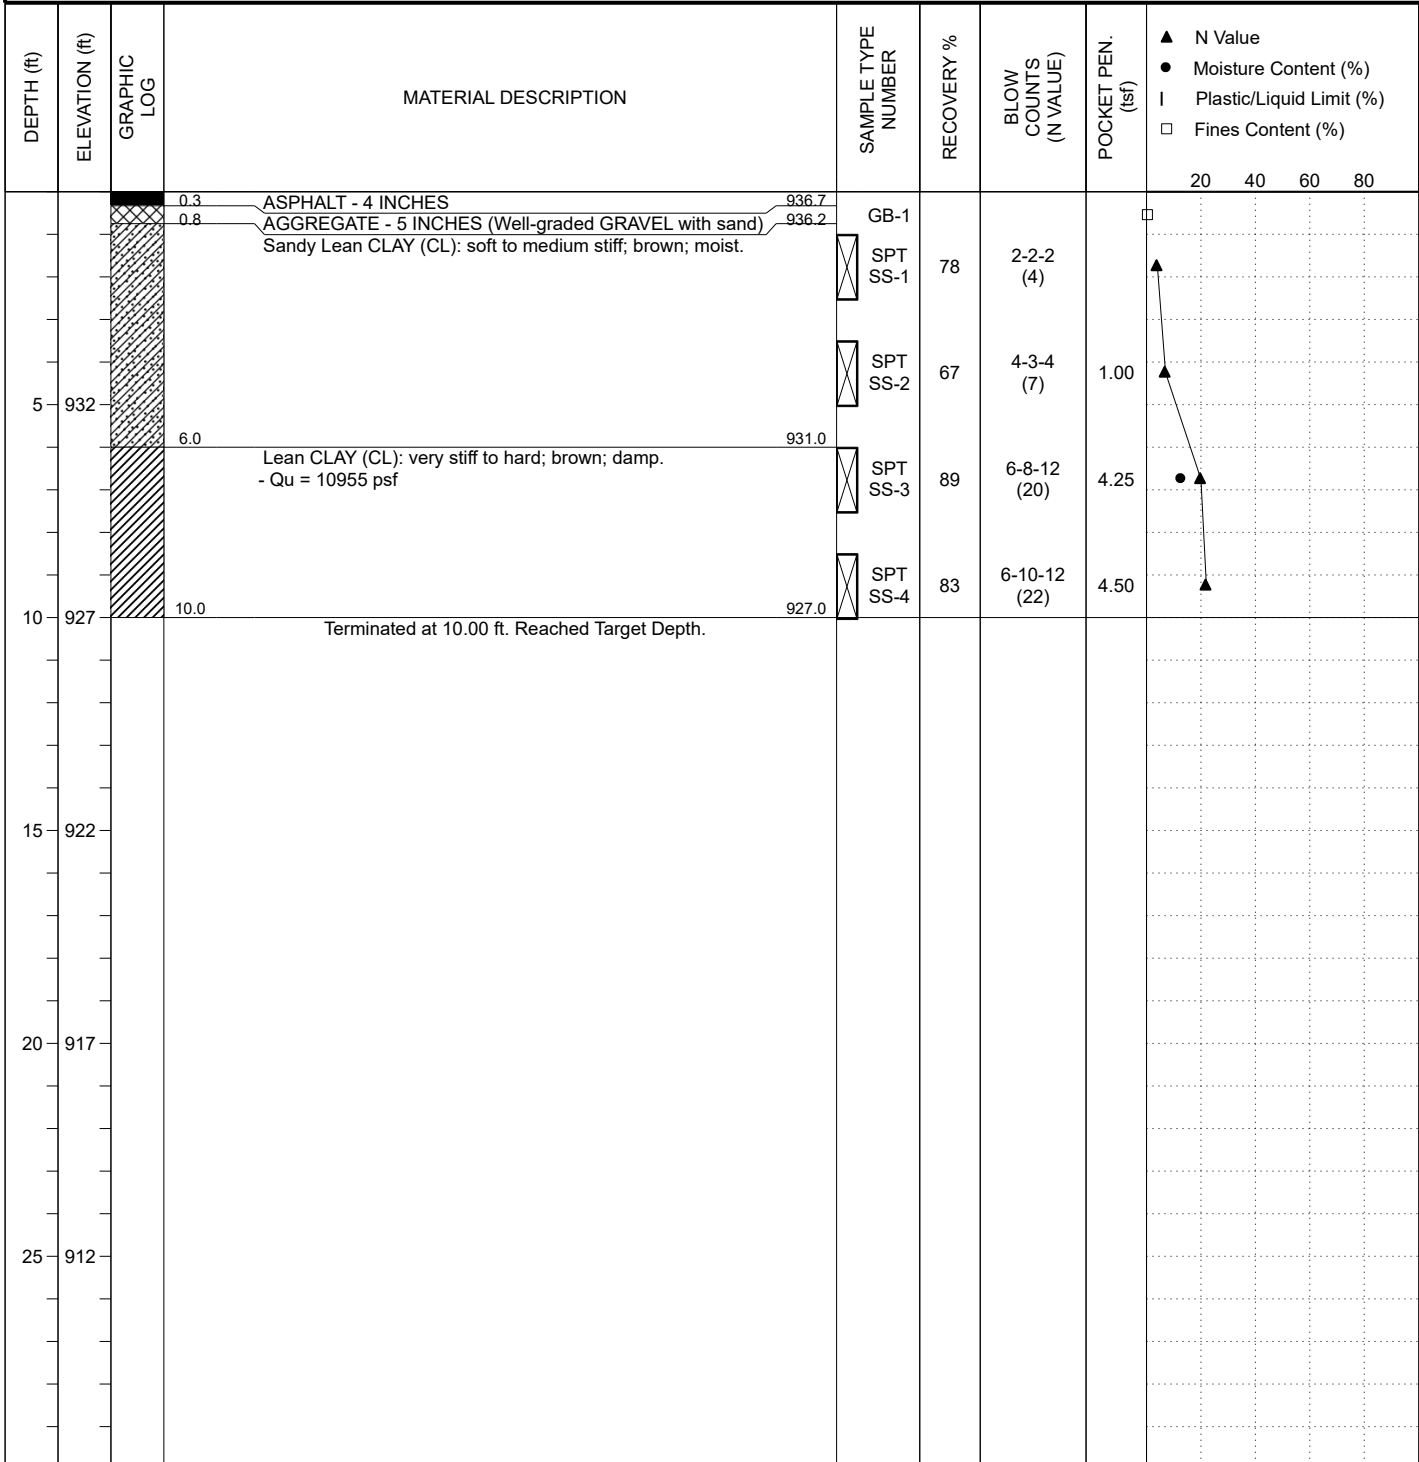 DEPTH (ft)
ELEVATION (ft)
GRAPHIC
LOG
MATERIAL DESCRIPTION
SAMPLE TYPE
NUMBER
RECOVERY %
BLOW
COUNTS
(N VALUE)
POCKET PEN.
(tsf)
N Value
Moisture Content (%)
Plastic/Liquid Limit (%)
Fines Content (%)
20 40 60 80
0.3 ASPHALT - 4 INCHES 936.7
0.8 AGGREGATE - 5 INCHES (Well-graded GRAVEL with sand) 936.2
GB-1
Sandy Lean CLAY (CL): soft to medium stiff; brown; moist.
SPT
SS-1
78
2-2-2
(4)
SPT
SS-2
67
4-3-4
(7)
1.00
5 932
6.0 931.0
Lean CLAY (CL): very stiff to hard; brown; damp.
- Qu = 10955 psf
SPT
SS-3
89
6-8-12
(20)
4.25
SPT
SS-4
83
6-10-12
(22)
4.50
10 927 10.0 927.0
Terminated at 10.00 ft. Reached Target Depth.
15 922
20 917
25 912